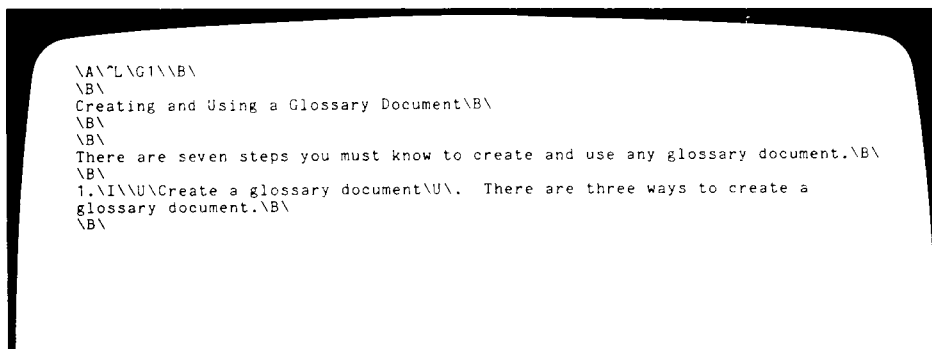 \A\^L\G1\\B\
\B\
Creating and Using a Glossary Document\B\
\B\
\B\
There are seven steps you must know to create and use any glossary document.\B\
\B\
1.\I\\U\Create a glossary document\U\.  There are three ways to create a
glossary document.\B\
\B\